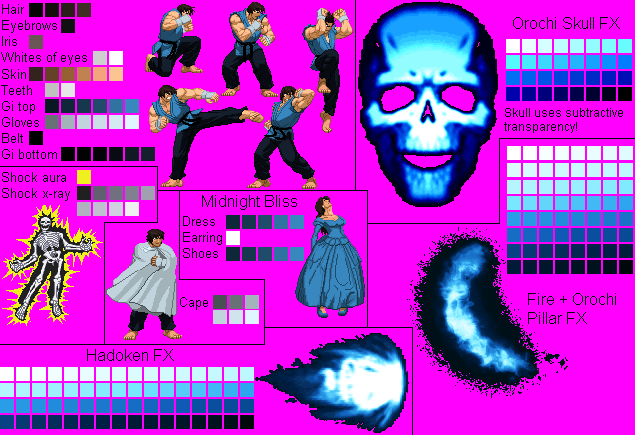 Hair
Eyebrows
Iris
Whites of eyes
Skin
Teeth
Gi top
Gloves
Belt
Gi bottom
Shock aura
Shock x-ray
Midnight Bliss
Dress
Earring
Shoes
Cape
Orochi Skull FX
Skull uses subtractive
transparency!
Fire + Orochi
Pillar FX
Hadoken FX